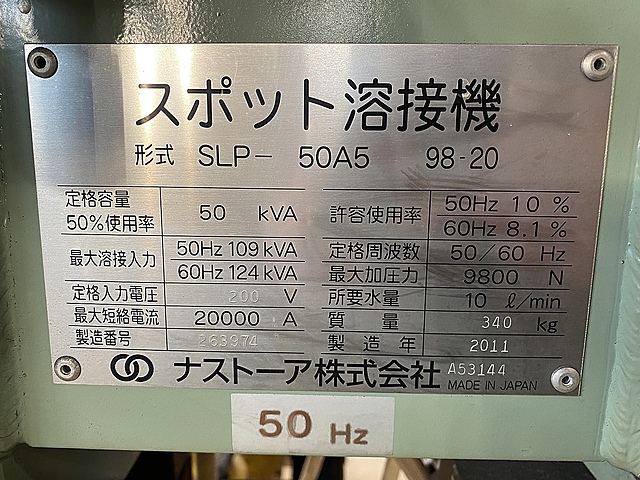 スポット溶接機
形式 SLP- 50A5 98-20
定格容量
50%使用率
50 kVA
最大溶接入力
50Hz 109kVA
60Hz 124kVA
定格入力電圧 200 V
最大短絡電流 20000 A
製造番号 263974
許容使用率
50Hz 10 %
60Hz 8.1%
定格周波数 50/60 Hz
最大加圧力 9800 N
所要水量 10 ℓ/min
質量 340 kg
製造年 2011
ナストーア株式会社
A53144
MADE IN JAPAN
50 Hz